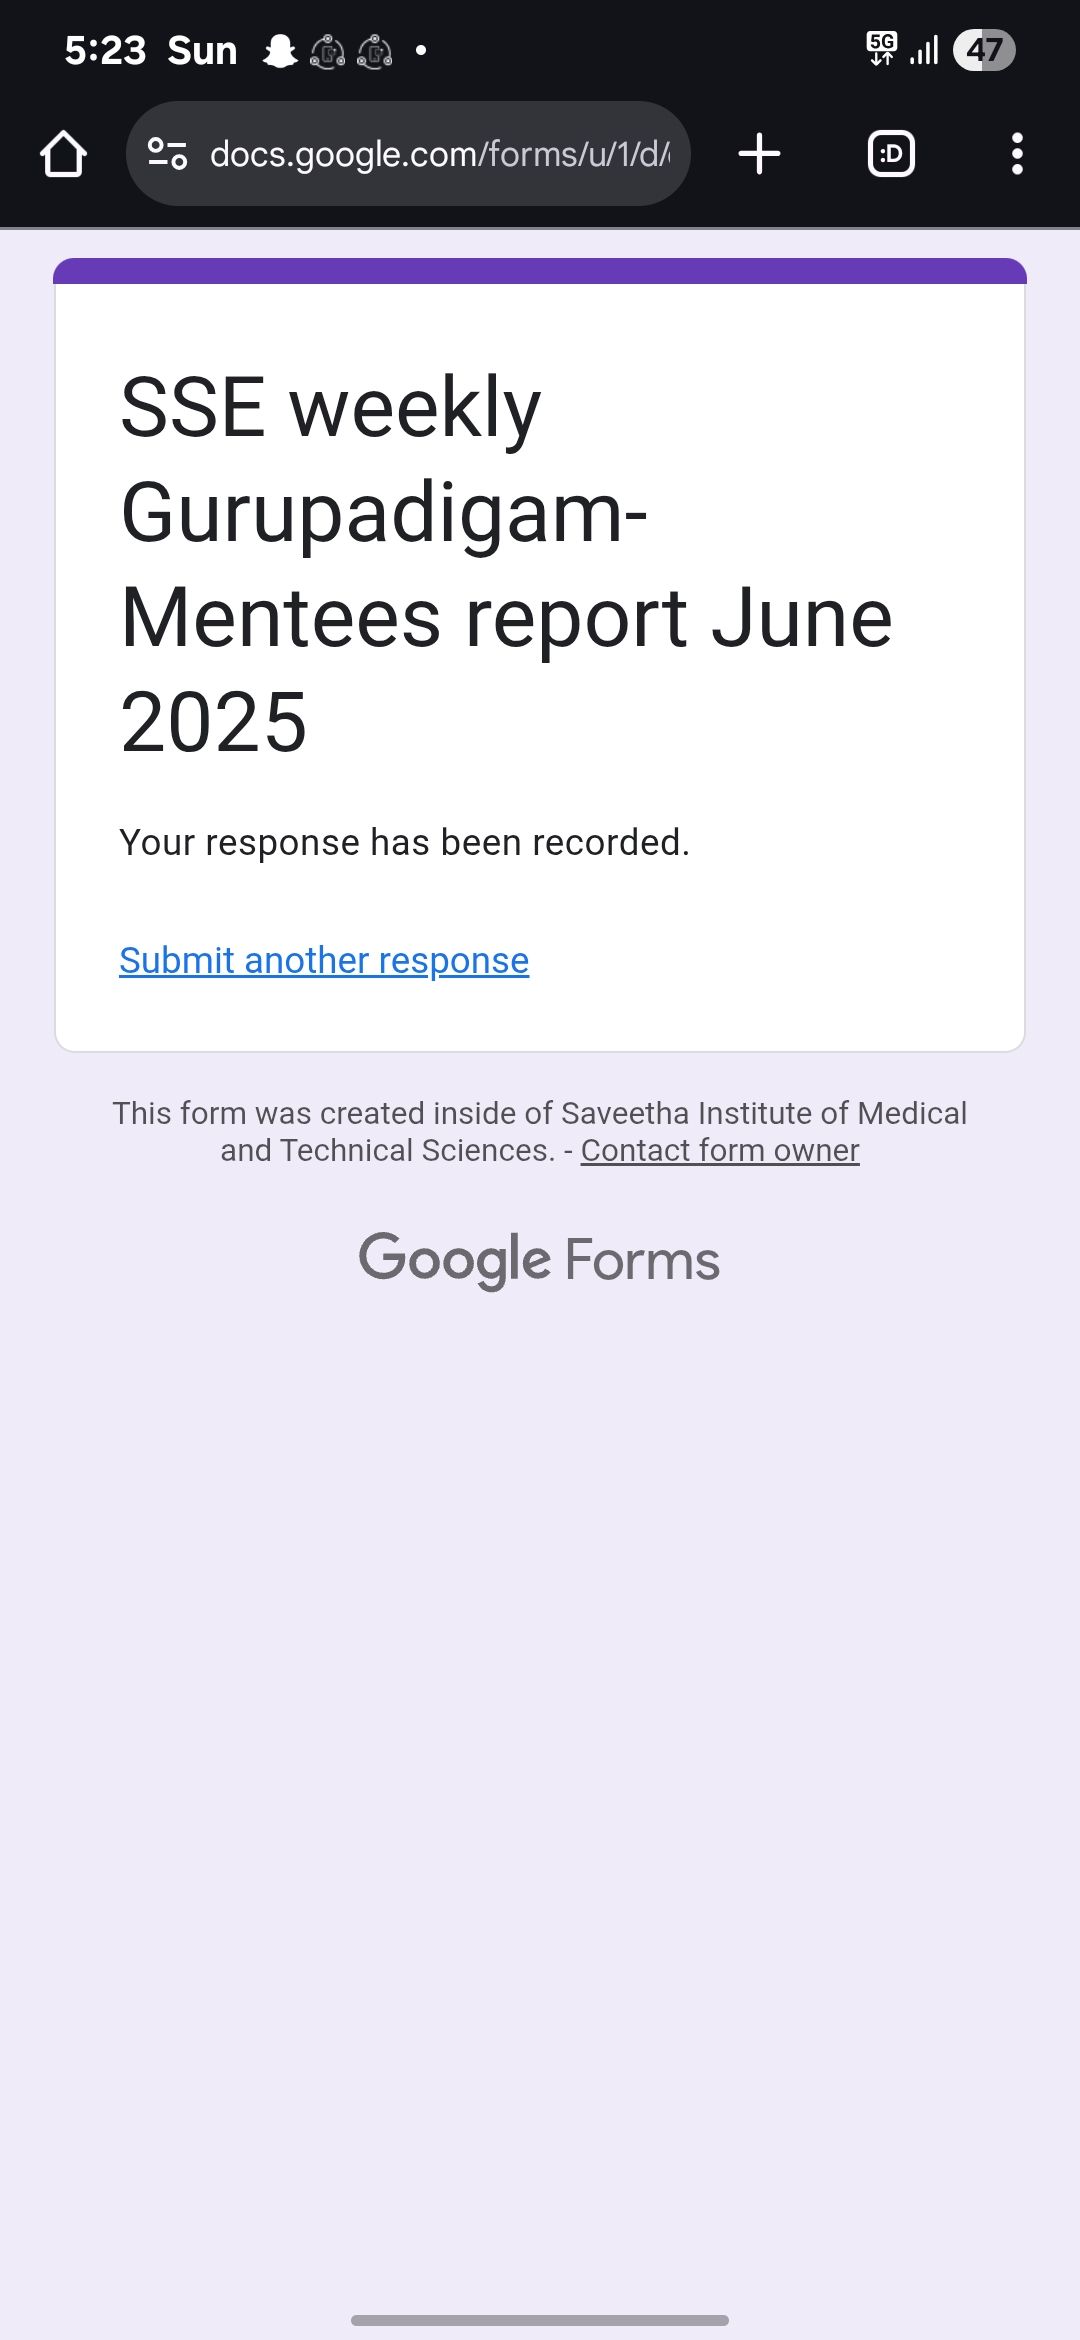 5:23 Sun
5G
47
docs.google.com/forms/u/1/d/
:D
SSE weekly
Gurupadigam-
Mentees report June
2025
Your response has been recorded.
Submit another response
This form was created inside of Saveetha Institute of Medical
and Technical Sciences. - Contact form owner
Google Forms